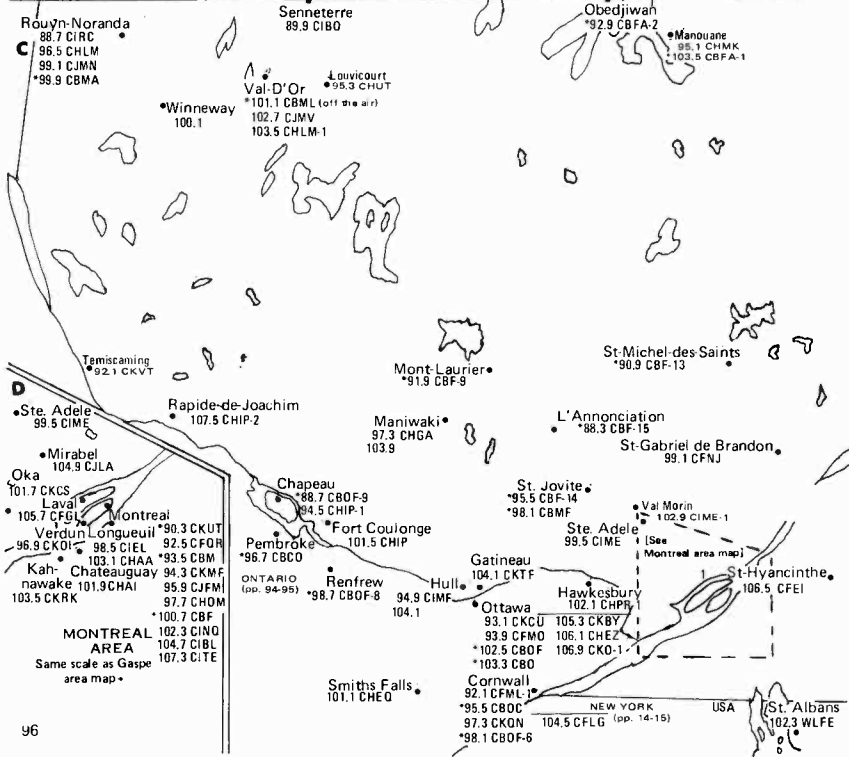 Senneterre
89.9 CIBO
Obedjiwan
*92.9 CBFA-2
Manouane
95.1 CHMK
*103.5 CBFA-1
Rouyn-Noranda
88.7 CIRC
96.5 CHLM
99.1 CJMN
*99.9 CBMA
C
Louvicourt
95.3 CHUT
Val-D'Or
*101.1 CBML (off the air)
102.7 CJMV
103.5 CHLM-1
Winneway
100.1
Temiscaming
92.1 CKVT
Mont-Laurier
*91.9 CBF-9
St-Michel-des-Saints
*90.9 CBF-13
D
Rapide-de-Joachim
107.5 CHIP-2
Maniwaki
97.3 CHGA
103.9
L'Annonciation
*88.3 CBF-15
St-Gabriel de Brandon
99.1 CFNJ
Ste. Adele
99.5 CIME
Mirabel
104.9 CJLA
Oka
101.7 CKCS
Laval
105.7 CFGL
Montreal
*90.3 CKUT
92.5 CFQR
*93.5 CBM
94.3 CKMF
95.9 CJFM
97.7 CHOM
*100.7 CBF
102.3 CINQ
104.7 CIBL
107.3 CITE
Verdun
96.9 CKOI
Longueuil
98.5 CIEL
103.1 CHAA
Kah-
nawake
103.5 CKRK
Chateauguay
101.9 CHAI
MONTREAL
AREA
Same scale as Gaspe
area map
Chapeau
*88.7 CBOF-9
94.5 CHIP-1
Fort Coulonge
101.5 CHIP
Pembroke
*96.7 CBCO
ONTARIO
(pp. 94-95)
Renfrew
*98.7 CBOF-8
St. Jovite
*95.5 CBF-14
*98.1 CBMF
Val Morin
102.9 CIME-1
Ste. Adele
99.5 CIME
[See
Montreal area map]
Gatineau
104.1 CKTF
Hull
94.9 CIMF
104.1
Hawkesbury
102.1 CHPR
1
St-Hyancinthe
106.5 CFEI
Ottawa
93.1 CKCU 105.3 KBY
93.9 CFMO 106.1 CHEZ
*102.5 CBOF 106.9 CKO-1
*103.3 CBO
Smiths Falls
101.1 CHEQ
Cornwall
92.1 CFML-1
*95.5 CBOC
97.3 CKQN
*98.1 CBOF-6
104.5 CFLG
NEW YORK
(pp. 14-15)
USA
St. Albans
102.3 WLFE
96